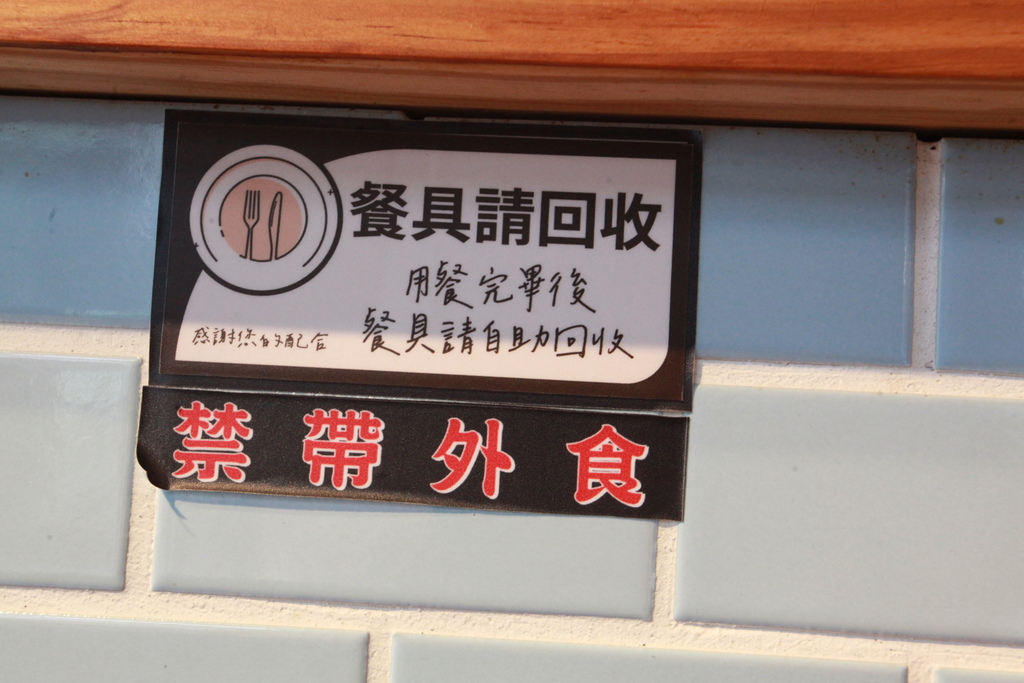 餐具請回收
用餐完畢後
餐具請自助回收
感謝您的配合
禁帶外食